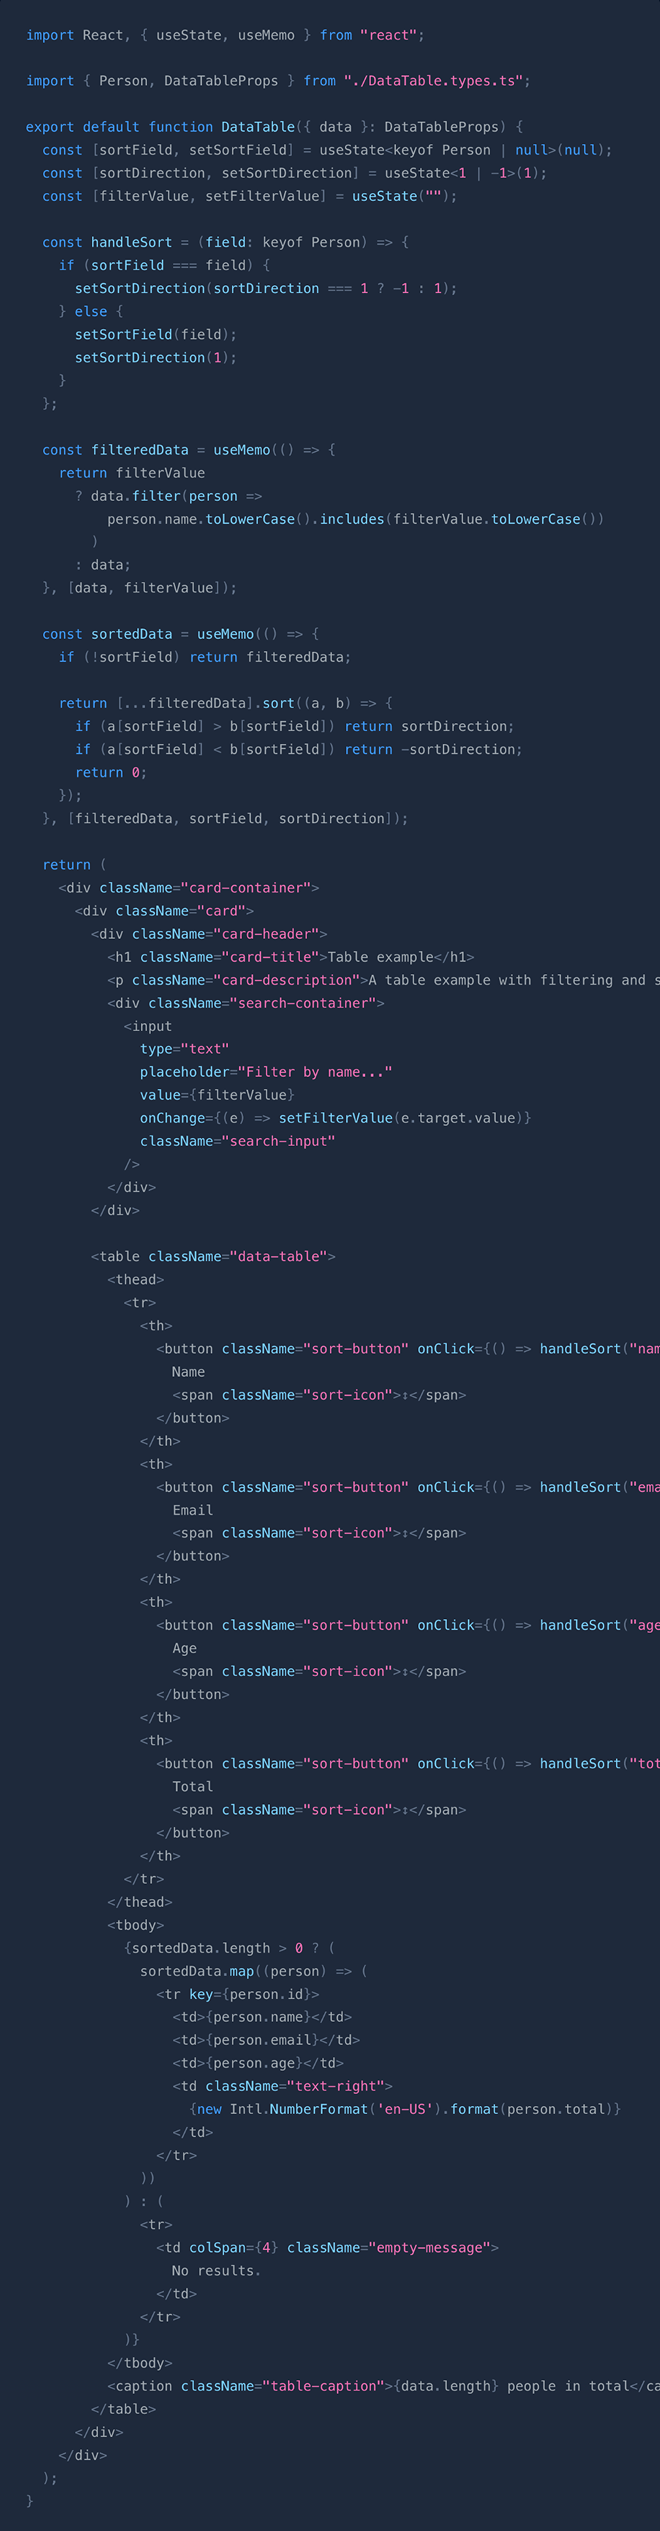 import React, { useState, useMemo } from "react";

import { Person, DataTableProps } from "./DataTable.types.ts";

export default function DataTable({ data }: DataTableProps) {
  const [sortField, setSortField] = useState<keyof Person | null>(null);
  const [sortDirection, setSortDirection] = useState<1 | -1>(1);
  const [filterValue, setFilterValue] = useState("");

  const handleSort = (field: keyof Person) => {
    if (sortField === field) {
      setSortDirection(sortDirection === 1 ? -1 : 1);
    } else {
      setSortField(field);
      setSortDirection(1);
    }
  };

  const filteredData = useMemo(() => {
    return filterValue
      ? data.filter(person =>
          person.name.toLowerCase().includes(filterValue.toLowerCase())
        )
      : data;
  }, [data, filterValue]);

  const sortedData = useMemo(() => {
    if (!sortField) return filteredData;

    return [...filteredData].sort((a, b) => {
      if (a[sortField] > b[sortField]) return sortDirection;
      if (a[sortField] < b[sortField]) return -sortDirection;
      return 0;
    });
  }, [filteredData, sortField, sortDirection]);

  return (
    <div className="card-container">
      <div className="card">
        <div className="card-header">
          <h1 className="card-title">Table example</h1>
          <p className="card-description">A table example with filtering and s
          <div className="search-container">
            <input
              type="text"
              placeholder="Filter by name..."
              value={filterValue}
              onChange={(e) => setFilterValue(e.target.value)}
              className="search-input"
            />
          </div>
        </div>

        <table className="data-table">
          <thead>
            <tr>
              <th>
                <button className="sort-button" onClick={() => handleSort("nam
                  Name
                  <span className="sort-icon">↕</span>
                </button>
              </th>
              <th>
                <button className="sort-button" onClick={() => handleSort("ema
                  Email
                  <span className="sort-icon">↕</span>
                </button>
              </th>
              <th>
                <button className="sort-button" onClick={() => handleSort("age
                  Age
                  <span className="sort-icon">↕</span>
                </button>
              </th>
              <th>
                <button className="sort-button" onClick={() => handleSort("tot
                  Total
                  <span className="sort-icon">↕</span>
                </button>
              </th>
            </tr>
          </thead>
          <tbody>
            {sortedData.length > 0 ? (
              sortedData.map((person) => (
                <tr key={person.id}>
                  <td>{person.name}</td>
                  <td>{person.email}</td>
                  <td>{person.age}</td>
                  <td className="text-right">
                    {new Intl.NumberFormat('en-US').format(person.total)}
                  </td>
                </tr>
              ))
            ) : (
              <tr>
                <td colSpan={4} className="empty-message">
                  No results.
                </td>
              </tr>
            )}
          </tbody>
          <caption className="table-caption">{data.length} people in total</ca
        </table>
      </div>
    </div>
  );
}